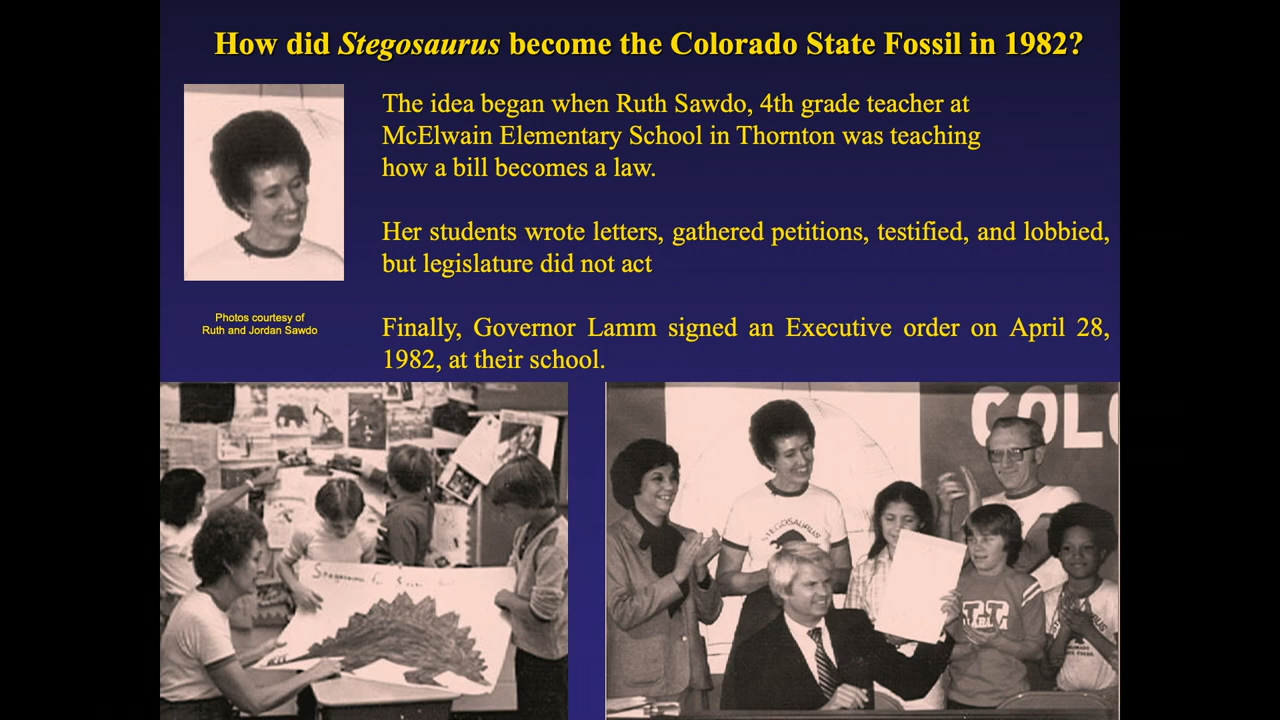 How did Stegosaurus become the Colorado State Fossil in 1982?
The idea began when Ruth Sawdo, 4th grade teacher at
McElwain Elementary School in Thornton was teaching
how a bill becomes a law.
Her students wrote letters, gathered petitions, testified, and lobbied,
but legislature did not act
Photos courtesy of
Ruth and Jordan Sawdo
Finally, Governor Lamm signed an Executive order on April 28,
1982, at their school.
Stegosaurus
COLO
STEGOSAURUS